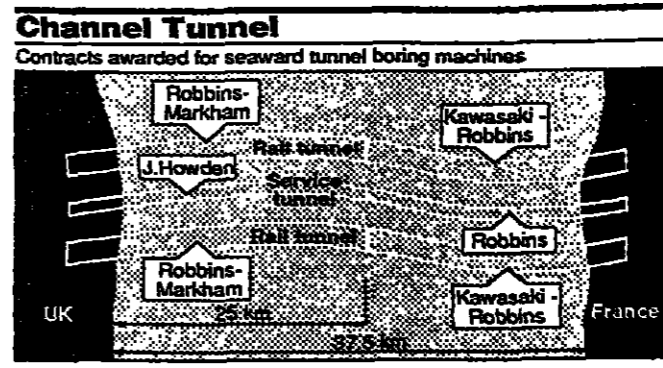 Channel Tunnel
Contracts awarded for seaward tunnel boring machines
Robbins-
Markham
Kawasaki -
Robbins
Rail tunnel
J.Howden
Service
tunnel
Rail tunnel
Robbins
Robbins-
Markham
Kawasaki -
Robbins
UK
25 km
France
37.5 km